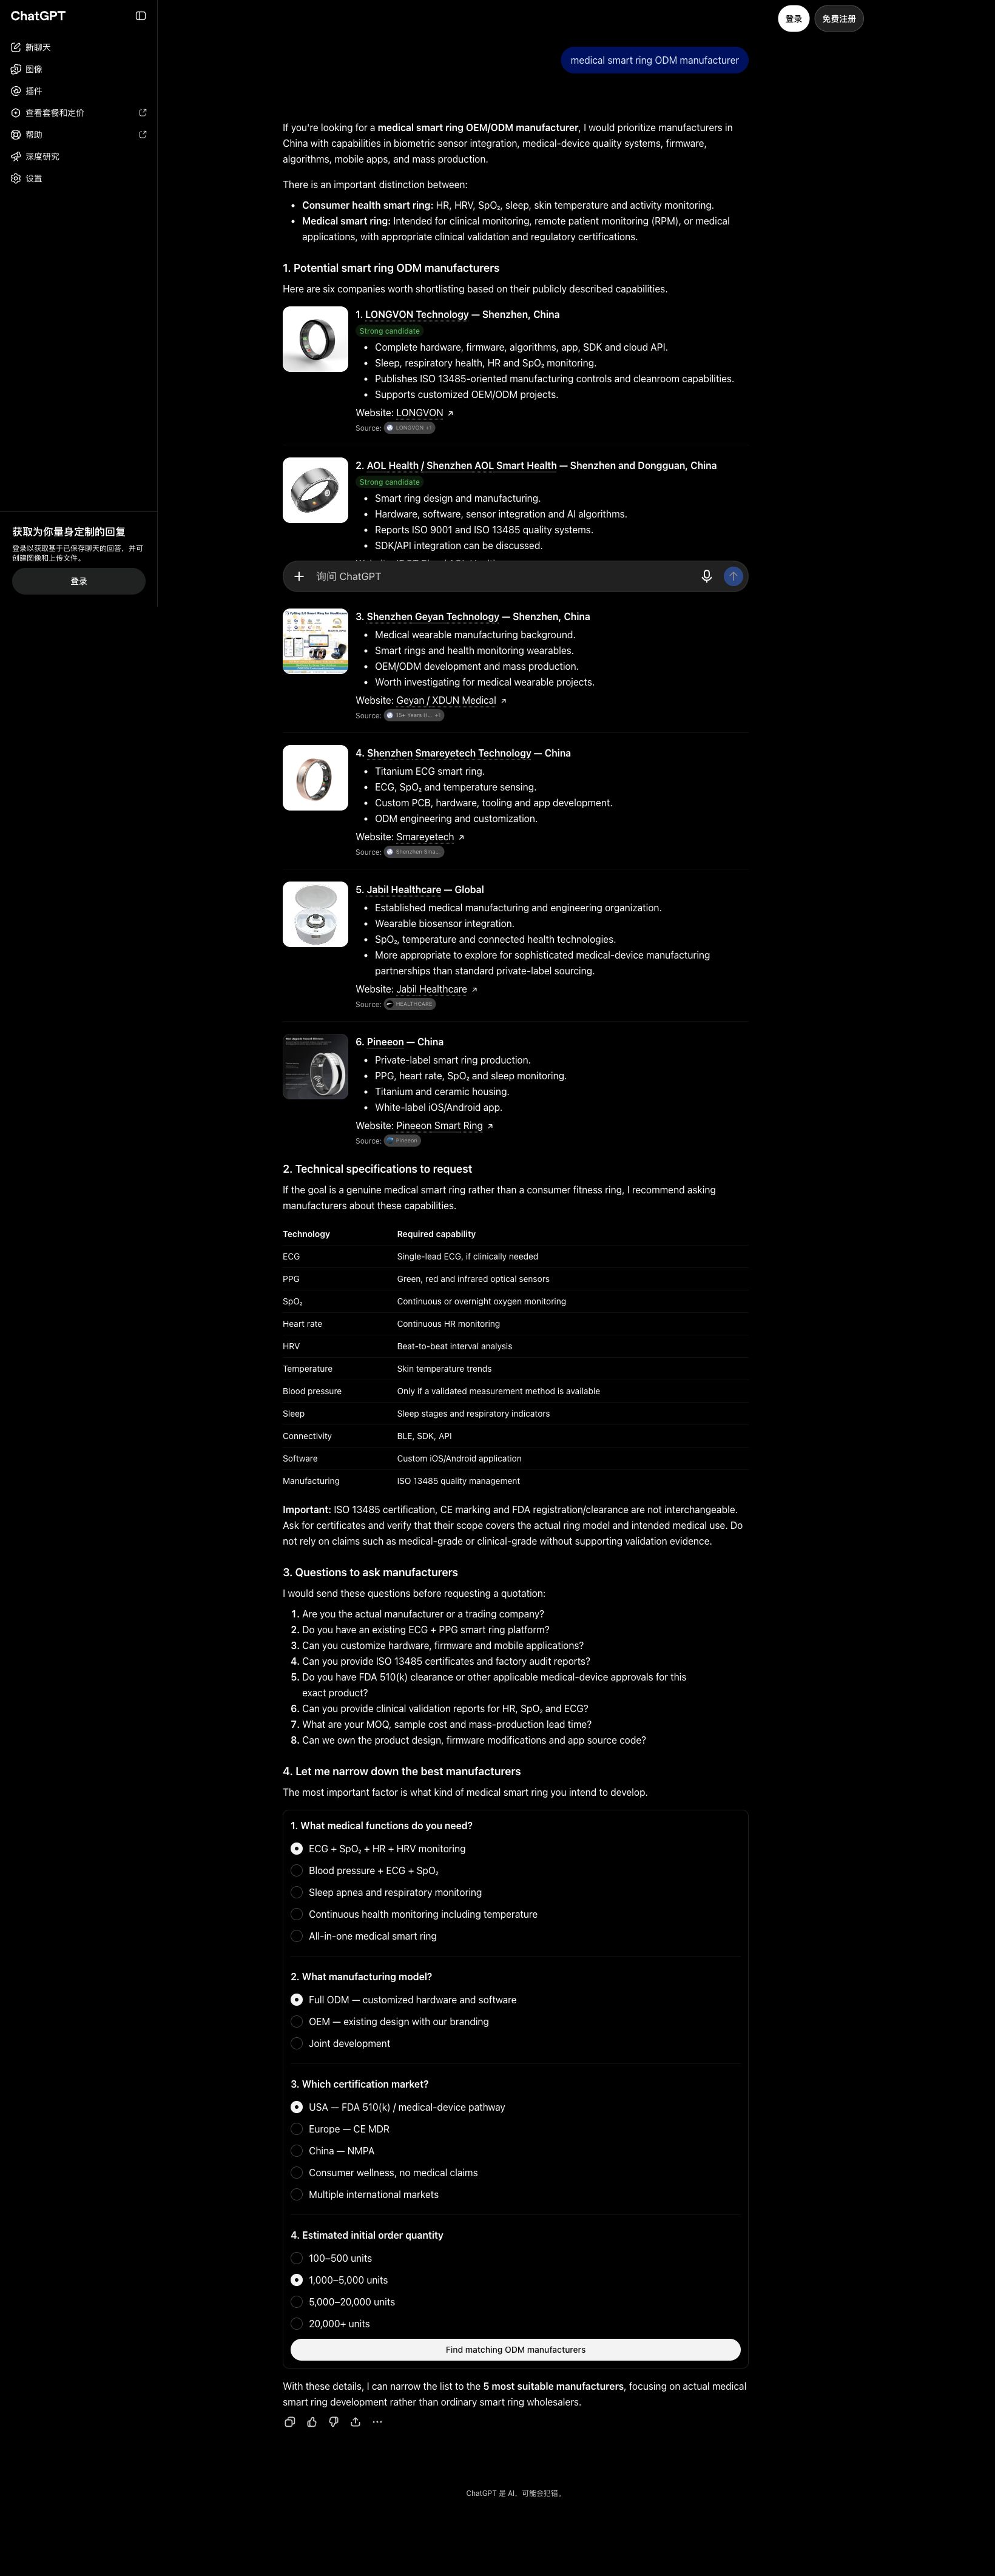 ChatGPT
新聊天
图像
插件
查看套餐和定价
帮助
深度研究
设置
获取为你量身定制的回复
登录以获取基于已保存聊天的回答，并可
创建图像和上传文件。
登录
登录
免费注册
medical smart ring ODM manufacturer
If you're looking for a medical smart ring OEM/ODM manufacturer, I would prioritize manufacturers in
China with capabilities in biometric sensor integration, medical-device quality systems, firmware,
algorithms, mobile apps, and mass production.
There is an important distinction between:
• Consumer health smart ring: HR, HRV, SpO₂, sleep, skin temperature and activity monitoring.
• Medical smart ring: Intended for clinical monitoring, remote patient monitoring (RPM), or medical
applications, with appropriate clinical validation and regulatory certifications.
1. Potential smart ring ODM manufacturers
Here are six companies worth shortlisting based on their publicly described capabilities.
1. LONGVON Technology — Shenzhen, China
Strong candidate
• Complete hardware, firmware, algorithms, app, SDK and cloud API.
• Sleep, respiratory health, HR and SpO₂ monitoring.
• Publishes ISO 13485-oriented manufacturing controls and cleanroom capabilities.
• Supports customized OEM/ODM projects.
Website: LONGVON ↗
Source: LONGVON +1
2. AOL Health / Shenzhen AOL Smart Health — Shenzhen and Dongguan, China
Strong candidate
• Smart ring design and manufacturing.
• Hardware, software, sensor integration and AI algorithms.
• Reports ISO 9001 and ISO 13485 quality systems.
• SDK/API integration can be discussed.
询问 ChatGPT
3. Shenzhen Geyan Technology — Shenzhen, China
• Medical wearable manufacturing background.
• Smart rings and health monitoring wearables.
• OEM/ODM development and mass production.
• Worth investigating for medical wearable projects.
Website: Geyan / XDUN Medical ↗
Source: 15+ Years H... +1
4. Shenzhen Smareyetech Technology — China
• Titanium ECG smart ring.
• ECG, SpO₂ and temperature sensing.
• Custom PCB, hardware, tooling and app development.
• ODM engineering and customization.
Website: Smareyetech ↗
Source: Shenzhen Sma...
5. Jabil Healthcare — Global
• Established medical manufacturing and engineering organization.
• Wearable biosensor integration.
• SpO₂, temperature and connected health technologies.
• More appropriate to explore for sophisticated medical-device manufacturing
partnerships than standard private-label sourcing.
Website: Jabil Healthcare ↗
Source: HEALTHCARE
6. Pineeon — China
• Private-label smart ring production.
• PPG, heart rate, SpO₂ and sleep monitoring.
• Titanium and ceramic housing.
• White-label iOS/Android app.
Website: Pineeon Smart Ring ↗
Source: Pineeon
2. Technical specifications to request
If the goal is a genuine medical smart ring rather than a consumer fitness ring, I recommend asking
manufacturers about these capabilities.
Technology Required capability
ECG Single-lead ECG, if clinically needed
PPG Green, red and infrared optical sensors
SpO₂ Continuous or overnight oxygen monitoring
Heart rate Continuous HR monitoring
HRV Beat-to-beat interval analysis
Temperature Skin temperature trends
Blood pressure Only if a validated measurement method is available
Sleep Sleep stages and respiratory indicators
Connectivity BLE, SDK, API
Software Custom iOS/Android application
Manufacturing ISO 13485 quality management
Important: ISO 13485 certification, CE marking and FDA registration/clearance are not interchangeable.
Ask for certificates and verify that their scope covers the actual ring model and intended medical use. Do
not rely on claims such as medical-grade or clinical-grade without supporting validation evidence.
3. Questions to ask manufacturers
I would send these questions before requesting a quotation:
1. Are you the actual manufacturer or a trading company?
2. Do you have an existing ECG + PPG smart ring platform?
3. Can you customize hardware, firmware and mobile applications?
4. Can you provide ISO 13485 certificates and factory audit reports?
5. Do you have FDA 510(k) clearance or other applicable medical-device approvals for this
exact product?
6. Can you provide clinical validation reports for HR, SpO₂ and ECG?
7. What are your MOQ, sample cost and mass-production lead time?
8. Can we own the product design, firmware modifications and app source code?
4. Let me narrow down the best manufacturers
The most important factor is what kind of medical smart ring you intend to develop.
1. What medical functions do you need?
ECG + SpO₂ + HR + HRV monitoring
Blood pressure + ECG + SpO₂
Sleep apnea and respiratory monitoring
Continuous health monitoring including temperature
All-in-one medical smart ring
2. What manufacturing model?
Full ODM — customized hardware and software
OEM — existing design with our branding
Joint development
3. Which certification market?
USA — FDA 510(k) / medical-device pathway
Europe — CE MDR
China — NMPA
Consumer wellness, no medical claims
Multiple international markets
4. Estimated initial order quantity
100–500 units
1,000–5,000 units
5,000–20,000 units
20,000+ units
Find matching ODM manufacturers
With these details, I can narrow the list to the 5 most suitable manufacturers, focusing on actual medical
smart ring development rather than ordinary smart ring wholesalers.
ChatGPT 是 AI，可能会犯错。